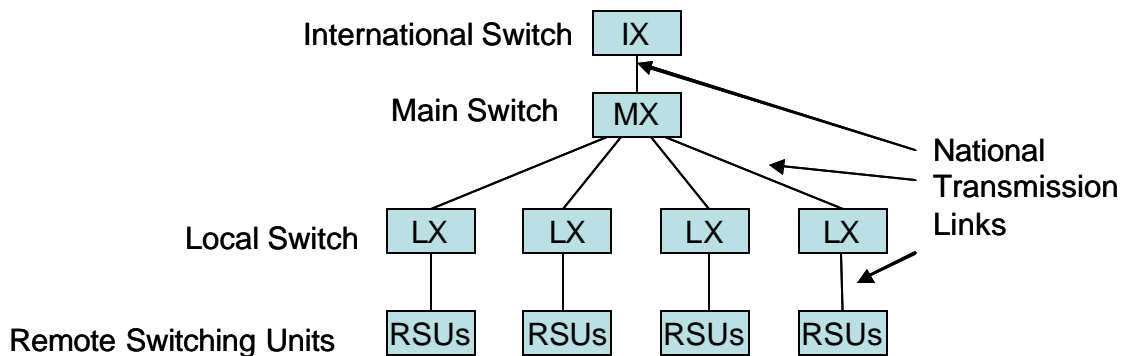 International Switch IX
Main Switch MX
National
Transmission
Links
Local Switch LX LX LX LX
Remote Switching Units RSUs RSUs RSUs RSUs